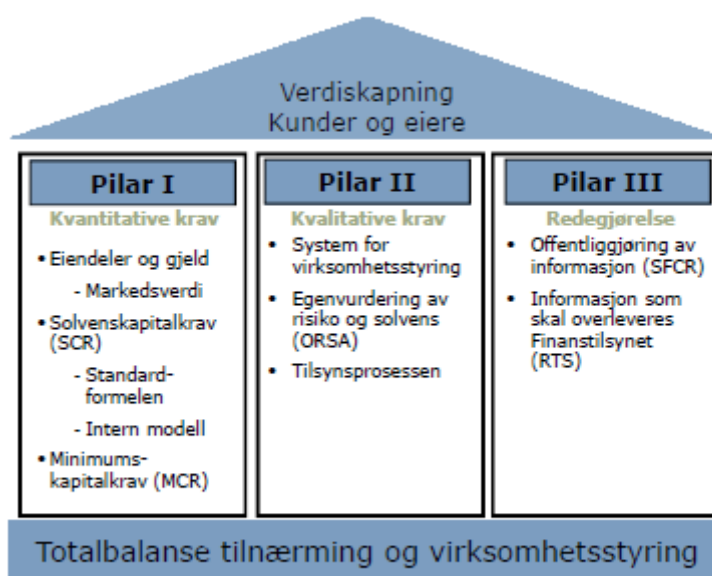 Verdiskapning
Kunder og eiere
Pilar I
Kvantitative krav
• Eiendeler og gjeld
- Markedsverdi
• Solvenskapitalkrav
(SCR)
- Standard-
formelen
- Intern modell
• Minimums-
kapitalkrav (MCR)
Pilar II
Kvalitative krav
• System for
virksomhetsstyring
• Egenvurdering av
risiko og solvens
(ORSA)
• Tilsynsprosessen
Pilar III
Redegjørelse
• Offentliggjøring av
informasjon (SFCR)
• Informasjon som
skal overleveres
Finanstilsynet
(RTS)
Totalbalanse tilnærming og virksomhetsstyring